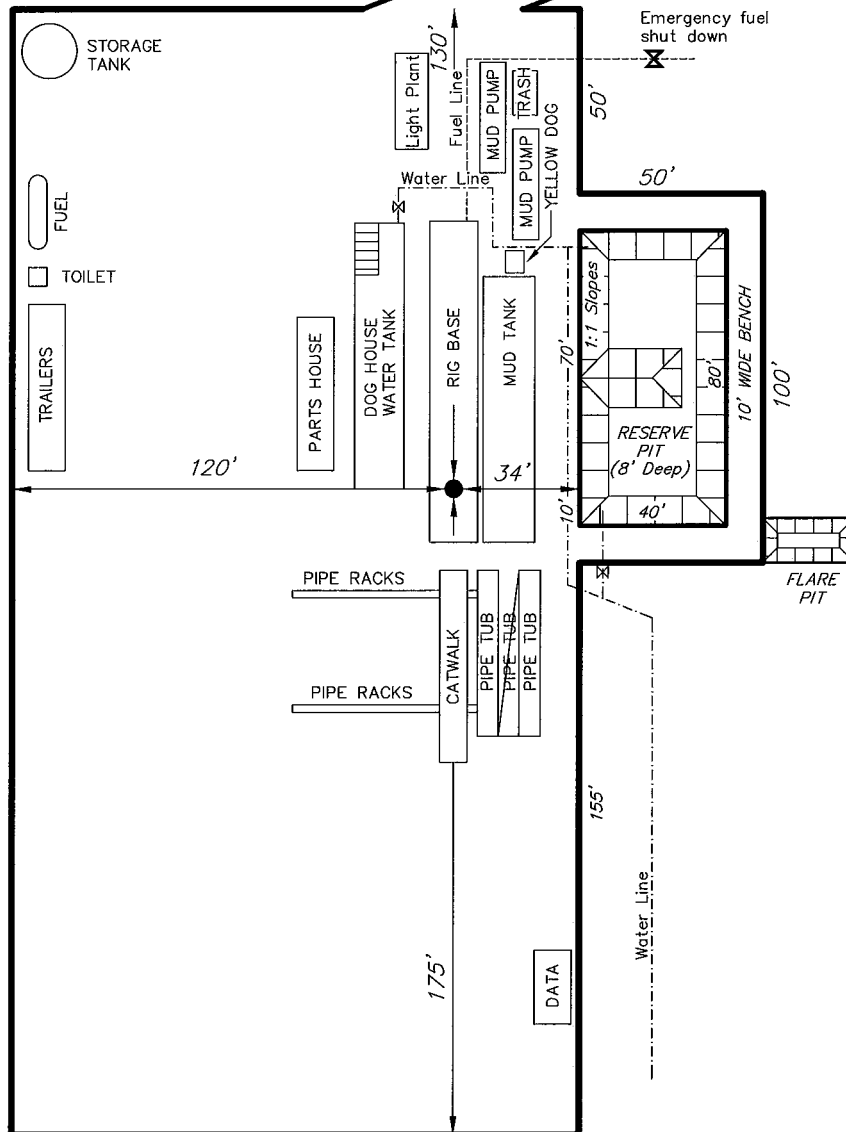 Emergency fuel
shut down
STORAGE
TANK
130'
Light Plant
Fuel Line
MUD PUMP
TRASH
MUD PUMP
YELLOW DOG
50'
50'
Water Line
FUEL
TOILET
TRAILERS
PARTS HOUSE
DOG HOUSE
WATER TANK
RIG BASE
MUD TANK
1:1 Slopes
70'
80'
10' WIDE BENCH
100'
RESERVE
PIT
(8' Deep)
120'
34'
10'
40'
FLARE
PIT
PIPE RACKS
PIPE RACKS
CATWALK
PIPE TUB
PIPE TUB
PIPE TUB
155'
Water Line
175'
DATA